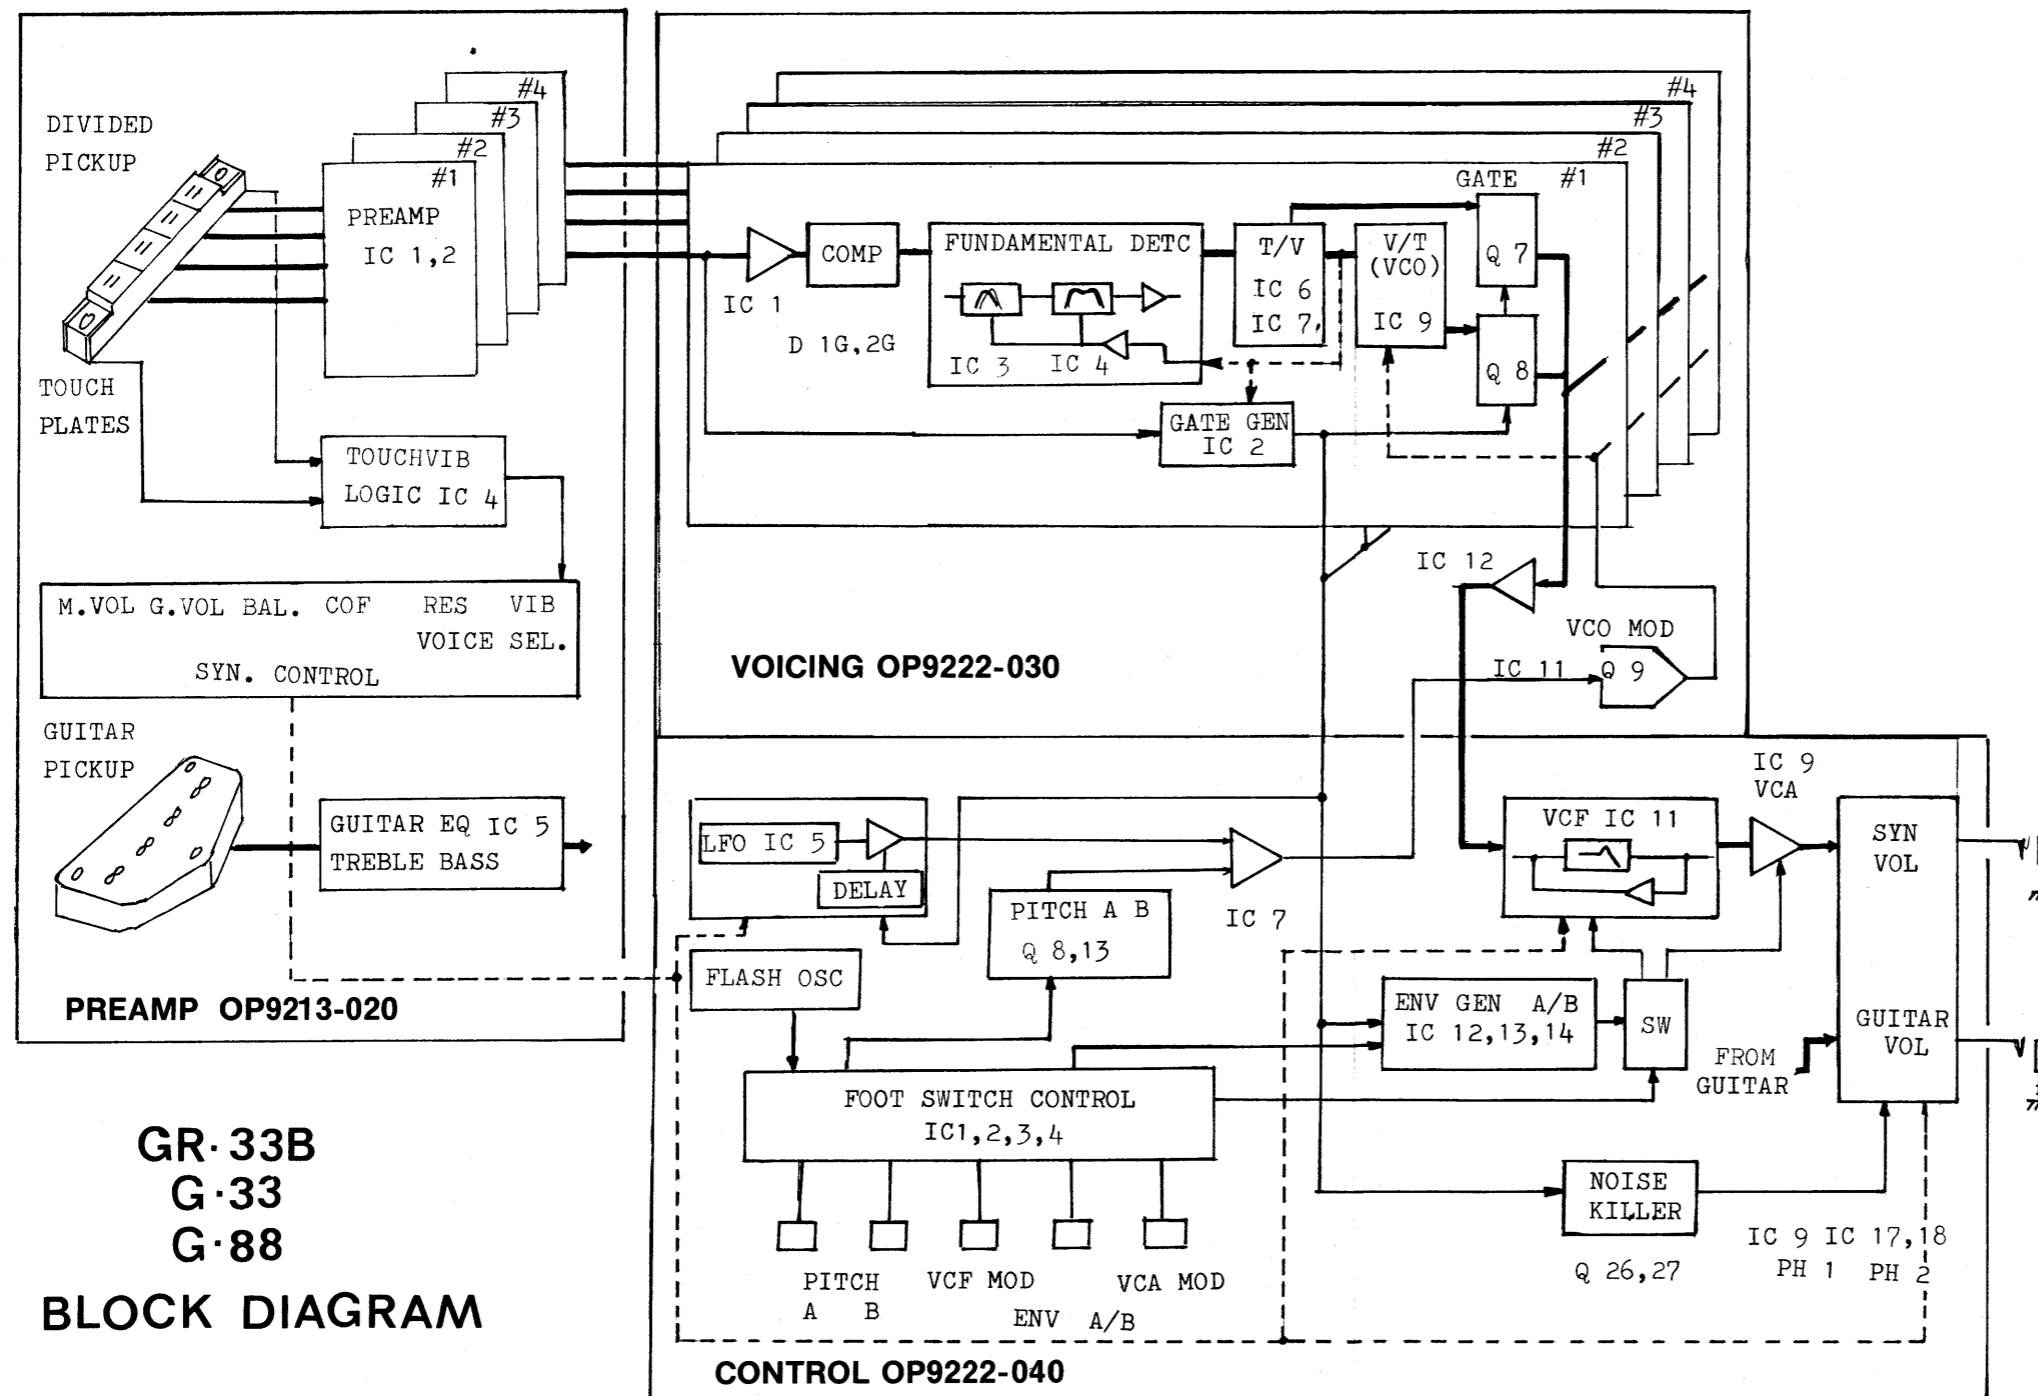 DIVIDED
PICKUP
#4
#3
#2
#1
PREAMP
IC 1,2
TOUCH
PLATES
TOUCHVIB
LOGIC IC 4
M.VOL G.VOL BAL. COF RES VIB
VOICE SEL.
SYN. CONTROL
GUITAR
PICKUP
GUITAR EQ IC 5
TREBLE BASS
PREAMP OP9213-020
GR·33B
G·33
G·88
BLOCK DIAGRAM
#4
#3
#2
#1
GATE
IC 1
COMP
D 1G,2G
FUNDAMENTAL DETC
IC 3 IC 4
T/V
IC 6
IC 7,
V/T
(VCO)
IC 9
Q 7
Q 8
GATE GEN
IC 2
IC 12
VCO MOD
IC 11 Q 9
VOICING OP9222-030
LFO IC 5
DELAY
FLASH OSC
PITCH A B
Q 8,13
IC 7
IC 9
VCA
VCF IC 11
SYN
VOL
ENV GEN A/B
IC 12,13,14
SW
FROM
GUITAR
GUITAR
VOL
FOOT SWITCH CONTROL
IC1,2,3,4
NOISE
KILLER
Q 26,27
IC 9 IC 17,18
PH 1 PH 2
PITCH
A B
VCF MOD
ENV A/B
VCA MOD
CONTROL OP9222-040